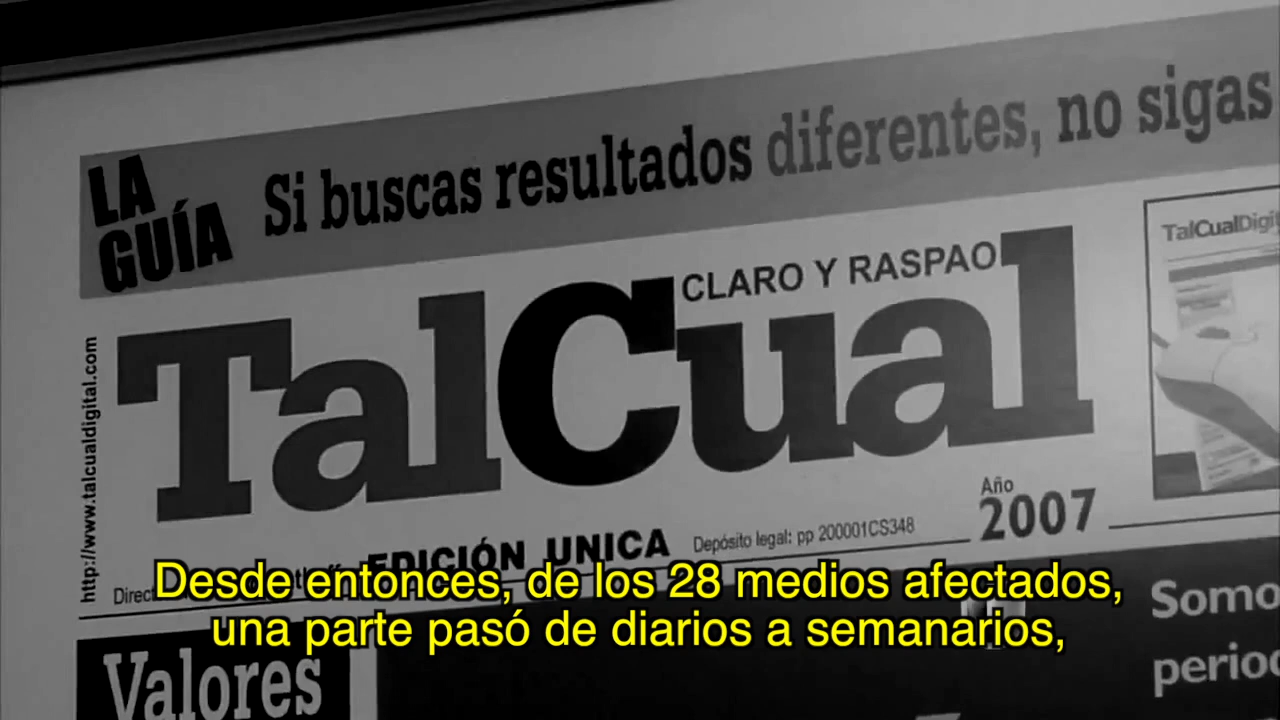 LA
GUÍA
Si buscas resultados diferentes, no sigas
CLARO Y RASPAO
TalCual
TalCualDigi
http://www.talcualdigital.com
Año
2007
EDICIÓN UNICA
Depósito legal: pp 200001CS348
Direc
Desde entonces, de los 28 medios afectados,
una parte pasó de diarios a semanarios,
Valores
Somo
perio